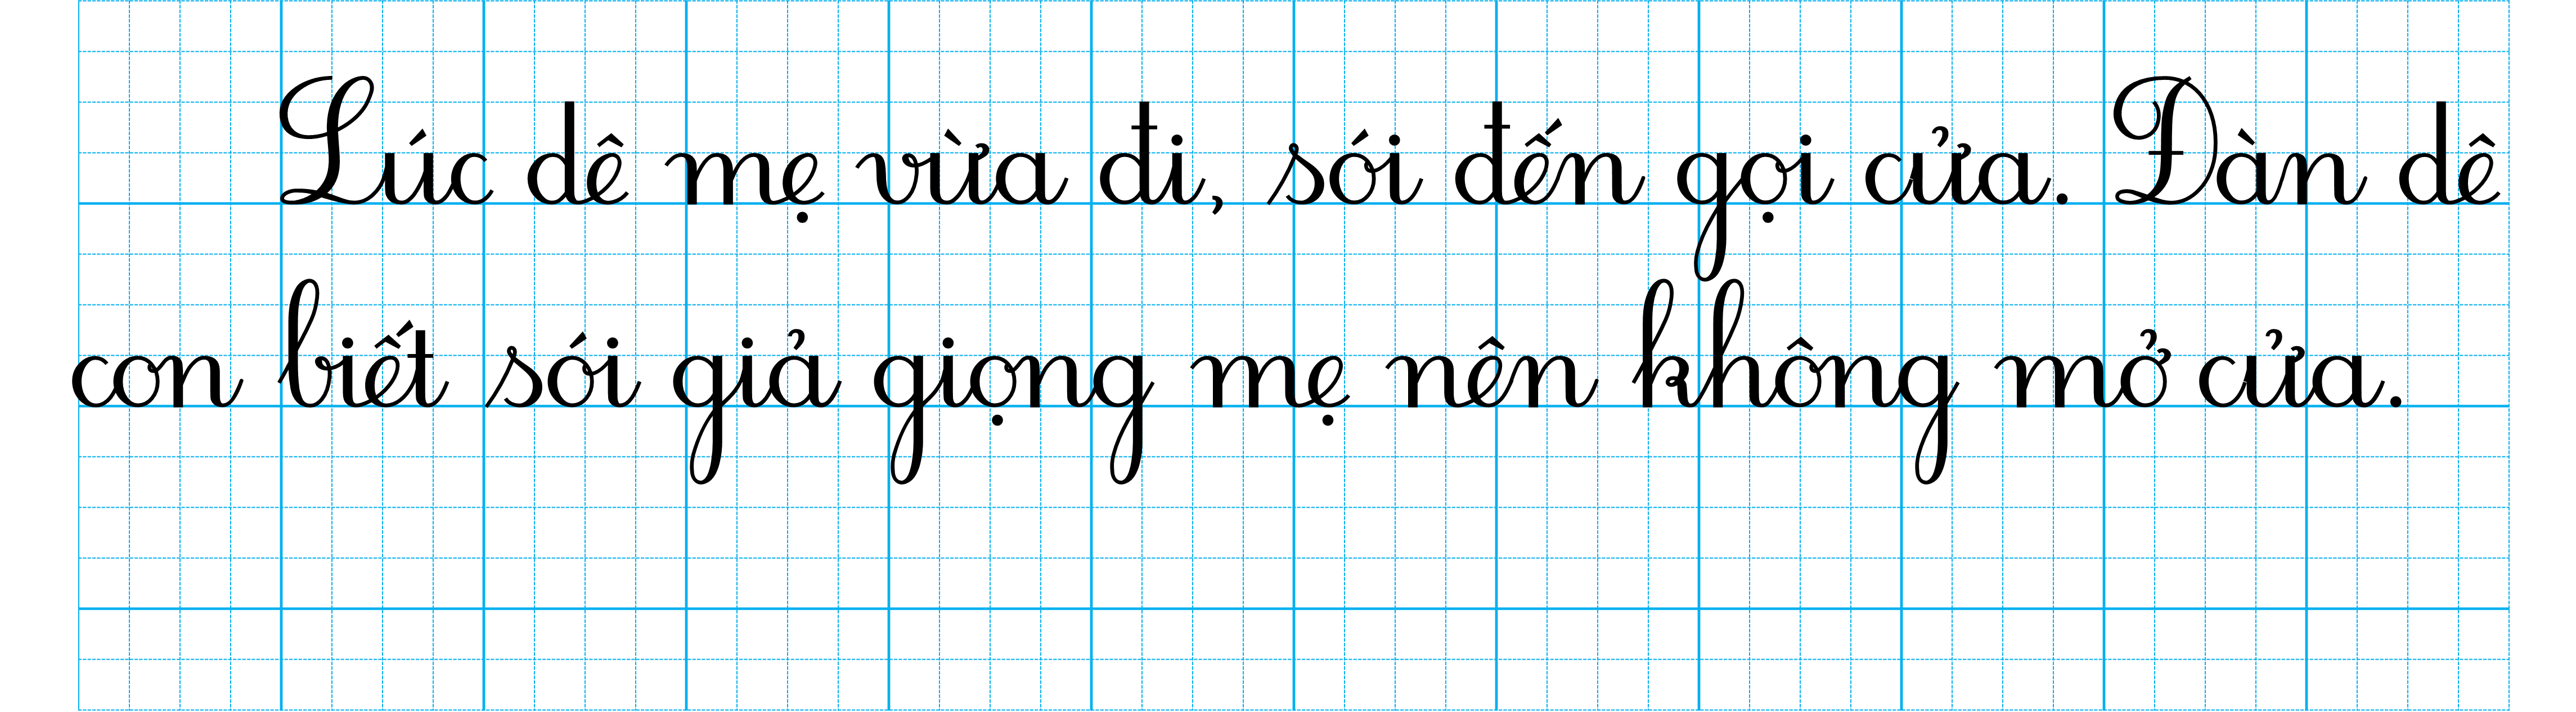 Lúc dê mẹ vừa đi, sói đến gọi cửa. Đàn dê
con biết sói giả giọng mẹ nên không mở cửa.